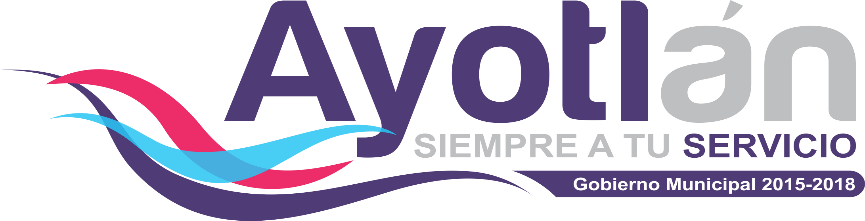 Ayotlán
SIEMPRE A TU SERVICIO
Gobierno Municipal 2015-2018